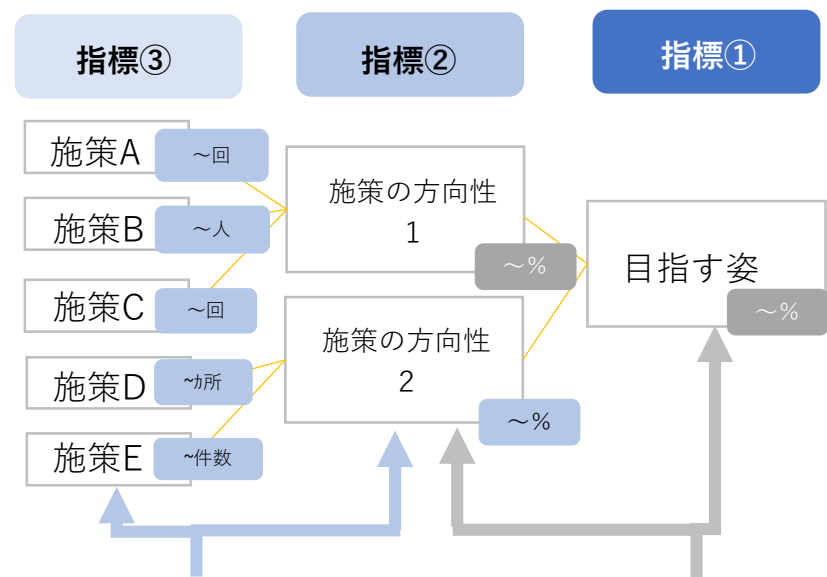 指標③
指標②
指標①
施策A
~回
施策B
~人
施策C
~回
施策D
~ｶ所
施策E
~件数
施策の方向性
1
~%
施策の方向性
2
~%
目指す姿
~%